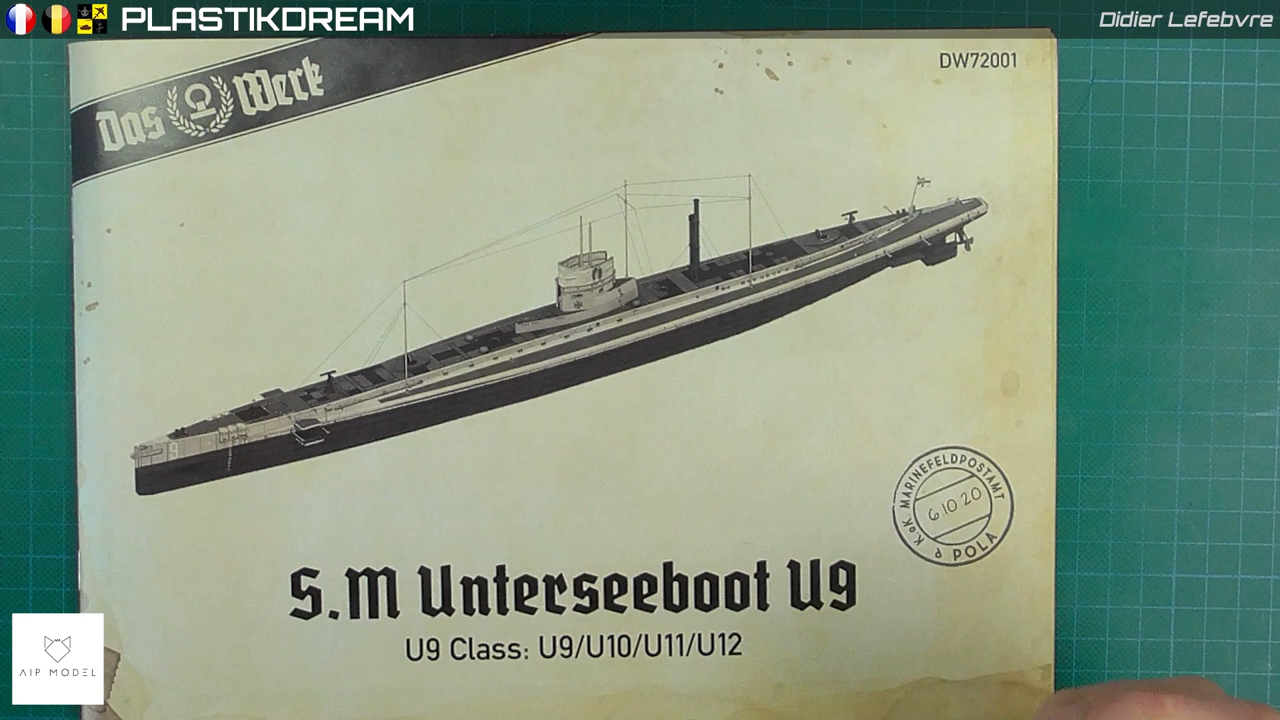 PLASTIKDREAM
Didier Lefebvre
Das Werk
DW72001
K.u.K. MARINEFELDPOSTAMT
6 10 20
POLA
S.M Unterseeboot U9
U9 Class: U9/U10/U11/U12
AIP MODEL